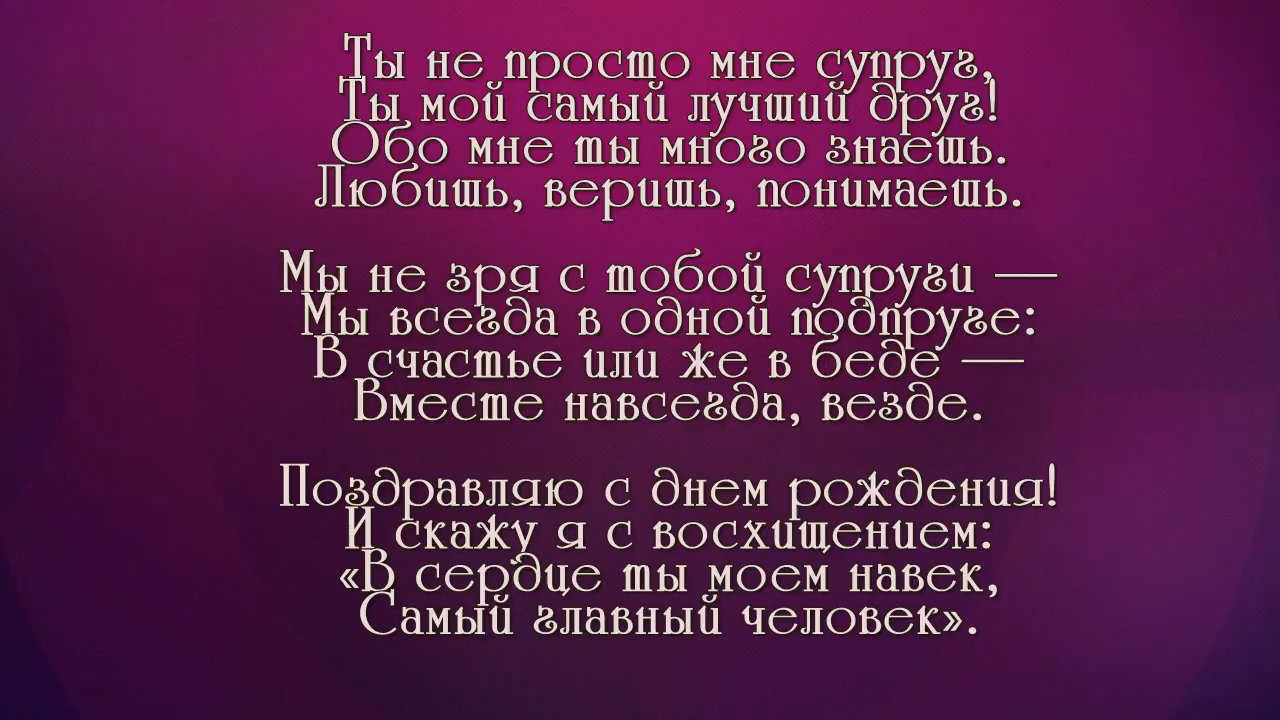 Ты не просто мне супруг,
Ты мой самый лучший друг!
Обо мне ты много знаешь.
Любишь, веришь, понимаешь.
Мы не зря с тобой супруги —
Мы всегда в одной подпруге:
В счастье или же в беде —
Вместе навсегда, везде.
Поздравляю с днем рождения!
И скажу я с восхищением:
«В сердце ты моем навек,
Самый главный человек».